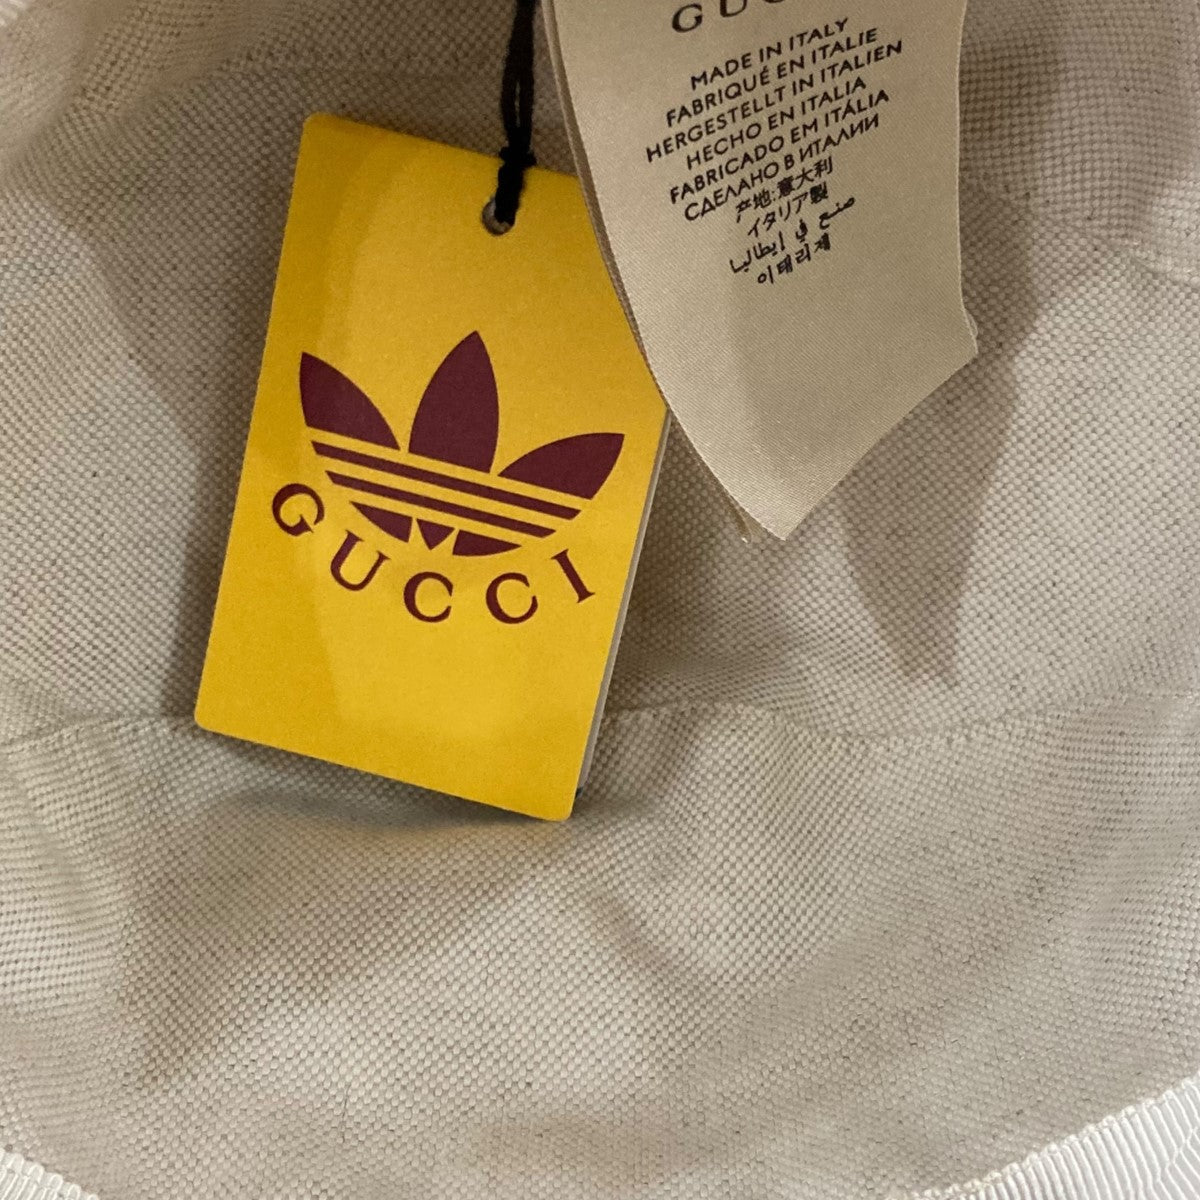 GUC
MADE IN ITALY
FABRIQUÉ EN ITALIE
HERGESTELLT IN ITALIEN
HECHO EN ITALIA
FABRICADO EM ITÁLIA
СДЕЛАНО В ИТАЛИИ
产地:意大利
イタリア製
صنع في إيطاليا
이태리제
GUCCI